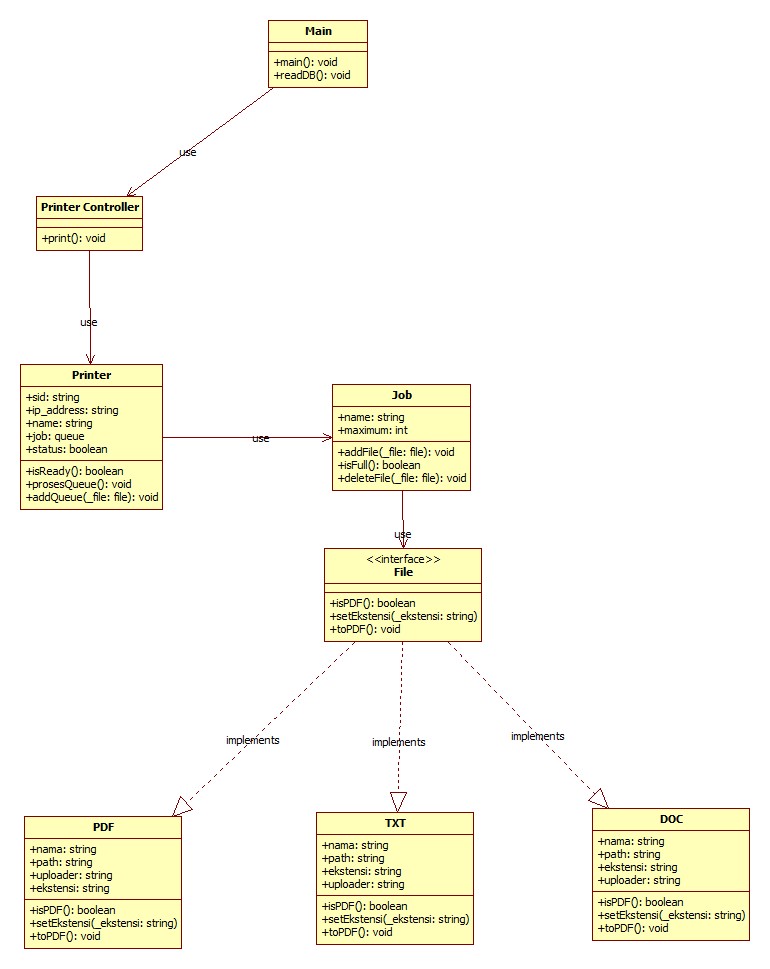 Main
+main(): void
+readDB(): void
use
Printer Controller
+print(): void
use
Printer
+sid: string
+ip_address: string
+name: string
+job: queue
+status: boolean
+isReady(): boolean
+prosesQueue(): void
+addQueue(_file: file): void
use
Job
+name: string
+maximum: int
+addFile(_file: file): void
+isFull(): boolean
+deleteFile(_file: file): void
use
<<interface>>
File
+isPDF(): boolean
+setEkstensi(_ekstensi: string)
+toPDF(): void
implements
implements
implements
PDF
+nama: string
+path: string
+uploader: string
+ekstensi: string
+isPDF(): boolean
+setEkstensi(_ekstensi: string)
+toPDF(): void
TXT
+nama: string
+path: string
+ekstensi: string
+uploader: string
+isPDF(): boolean
+setEkstensi(_ekstensi: string)
+toPDF(): void
DOC
+nama: string
+path: string
+ekstensi: string
+uploader: string
+isPDF(): boolean
+setEkstensi(_ekstensi: string)
+toPDF(): void